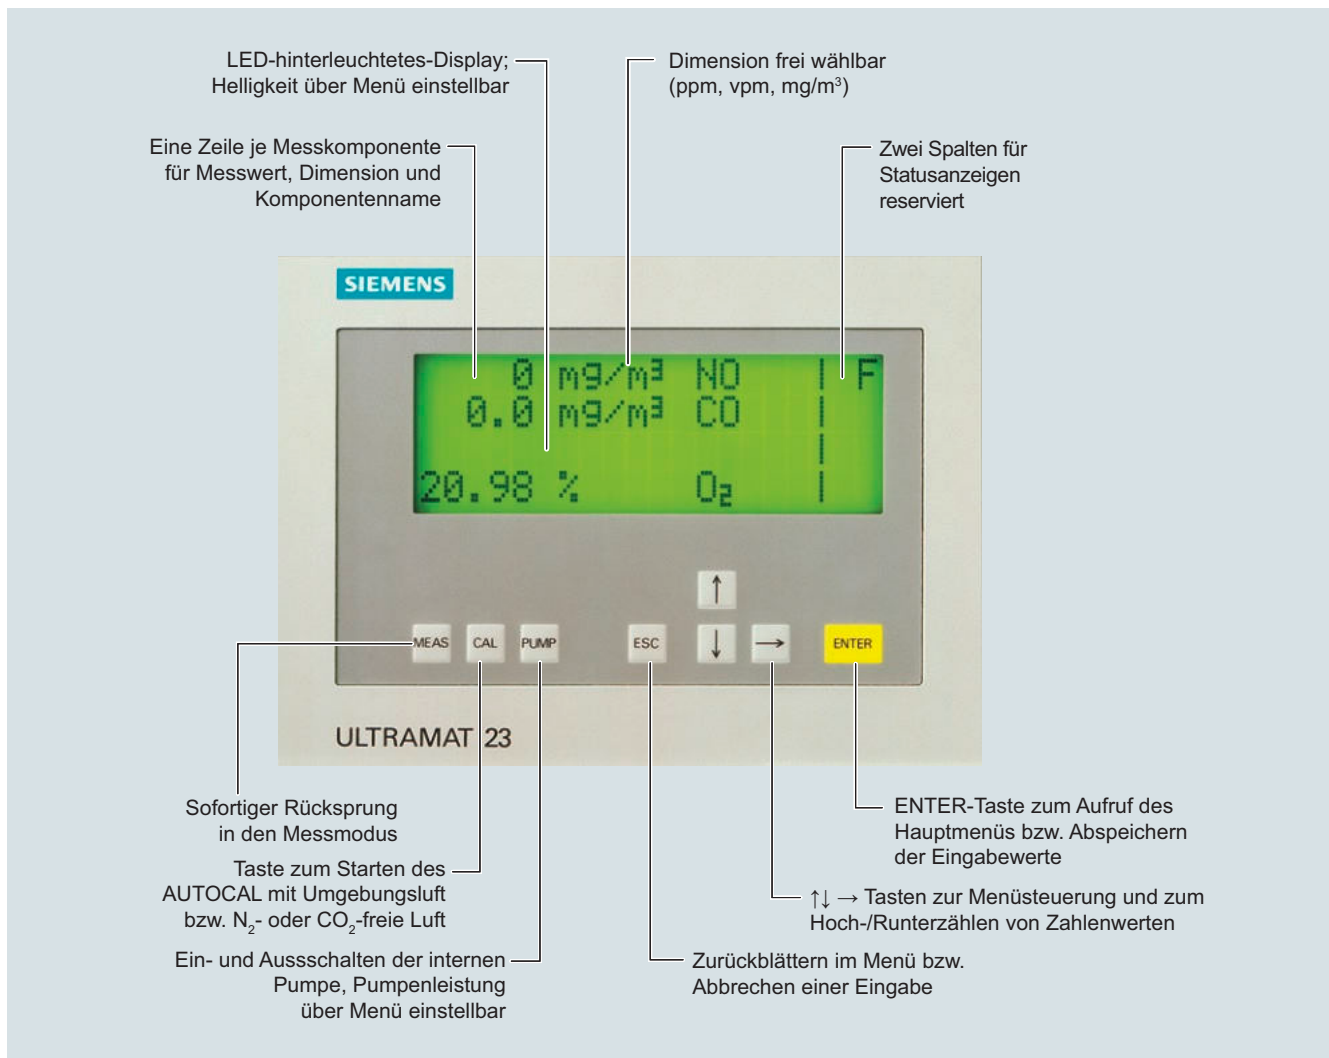 LED-hinterleuchtetes-Display;
Helligkeit über Menü einstellbar
Dimension frei wählbar
(ppm, vpm, mg/m³)
Eine Zeile je Messkomponente
für Messwert, Dimension und
Komponentenname
Zwei Spalten für
Statusanzeigen
reserviert
SIEMENS
0 mg/m³ NO | F
0.0 mg/m³ CO |
|
20.98 % O₂ |
↑
MEAS CAL PUMP ESC ↓ → ENTER
ULTRAMAT 23
Sofortiger Rücksprung
in den Messmodus
Taste zum Starten des
AUTOCAL mit Umgebungsluft
bzw. N₂- oder CO₂-freie Luft
Ein- und Aussschalten der internen
Pumpe, Pumpenleistung
über Menü einstellbar
ENTER-Taste zum Aufruf des
Hauptmenüs bzw. Abspeichern
der Eingabewerte
↑↓ → Tasten zur Menüsteuerung und zum
Hoch-/Runterzählen von Zahlenwerten
Zurückblättern im Menü bzw.
Abbrechen einer Eingabe